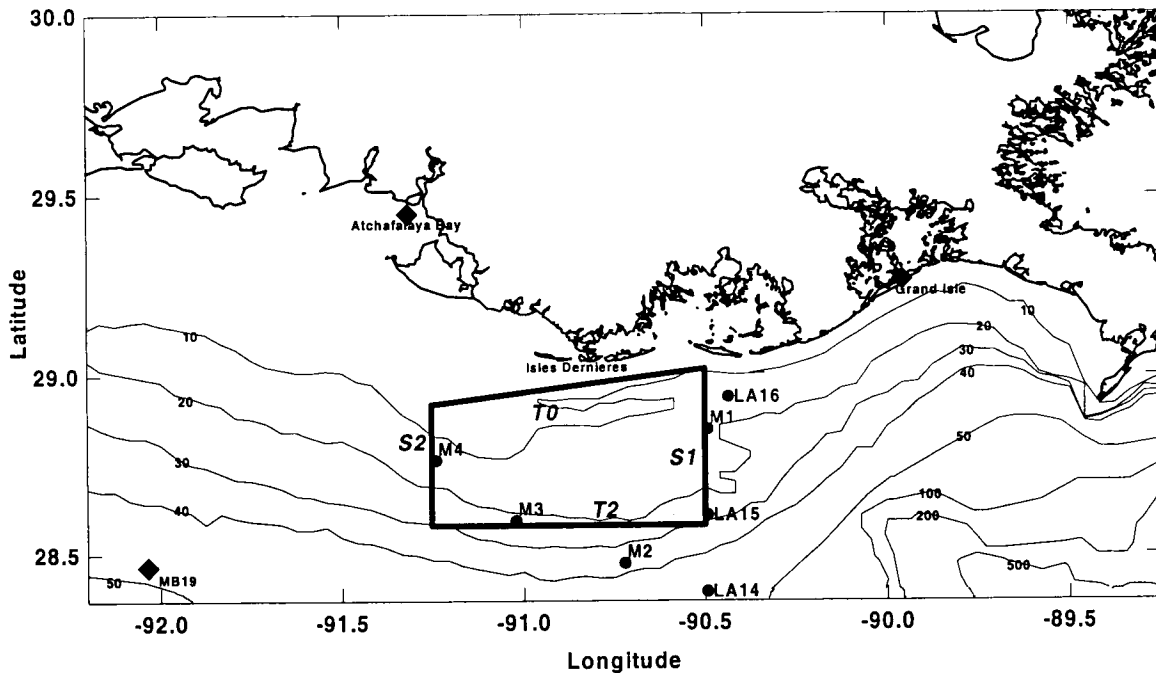 30.0
29.5
Atchafalaya Bay
Grand Isle
10
10
20
Isles Dernieres
30
29.0
40
LA16
20
T0
M1
50
S2
M4
S1
30
100
40
M3
T2
LA15
200
M2
28.5
500
MB19
50
LA14
-92.0
-91.5
-91.0
-90.5
-90.0
-89.5
Latitude
Longitude